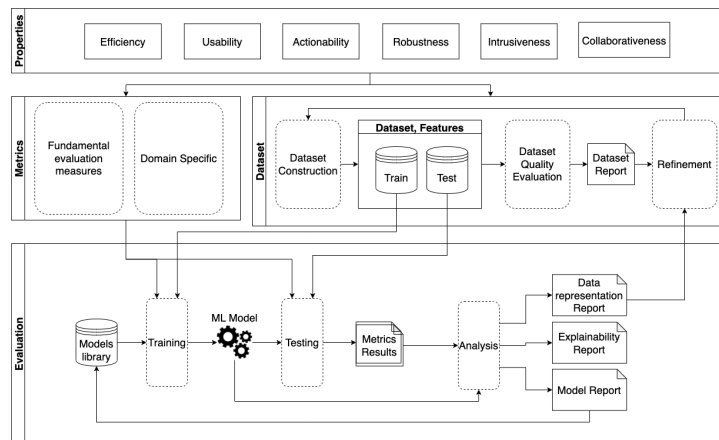 Properties
Efficiency
Usability
Actionability
Robustness
Intrusiveness
Collaborativeness
Metrics
Fundamental
evaluation
measures
Domain Specific
Dataset
Dataset
Construction
Dataset, Features
Train
Test
Dataset
Quality
Evaluation
Dataset
Report
Refinement
Evaluation
Models
library
Training
ML Model
Testing
Metrics
Results
Analysis
Data
representation
Report
Explainability
Report
Model Report